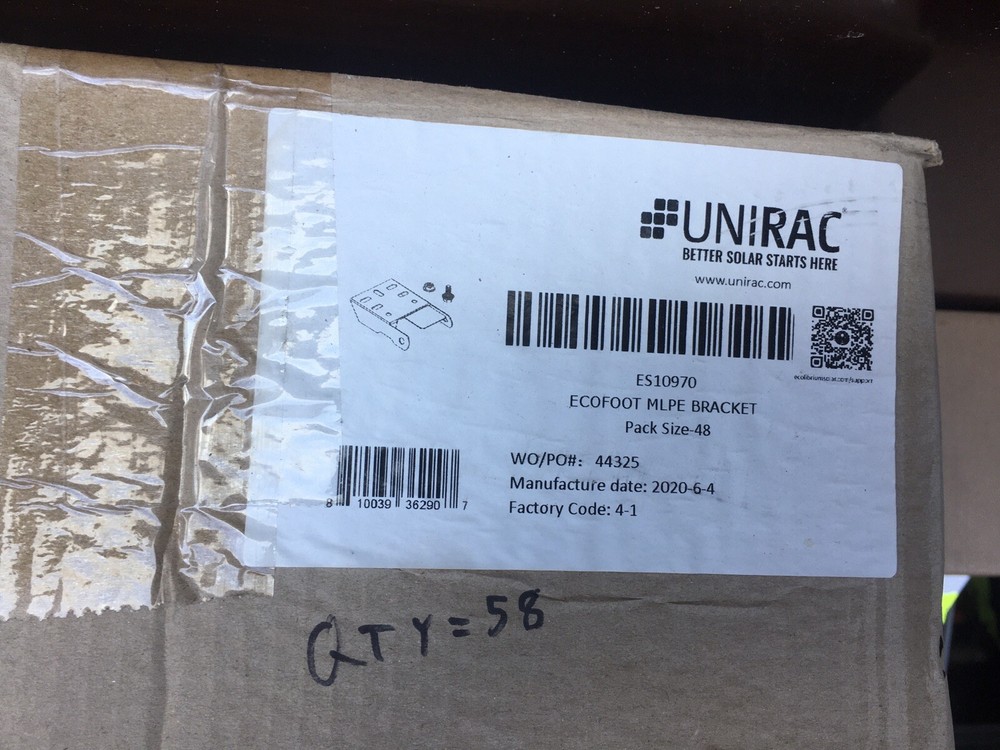 UNIRAC
BETTER SOLAR STARTS HERE
www.unirac.com
ES10970
ECOFOOT MLPE BRACKET
Pack Size-48
WO/PO#: 44325
Manufacture date: 2020-6-4
Factory Code: 4-1
8 10039 36290 7
QTY=58